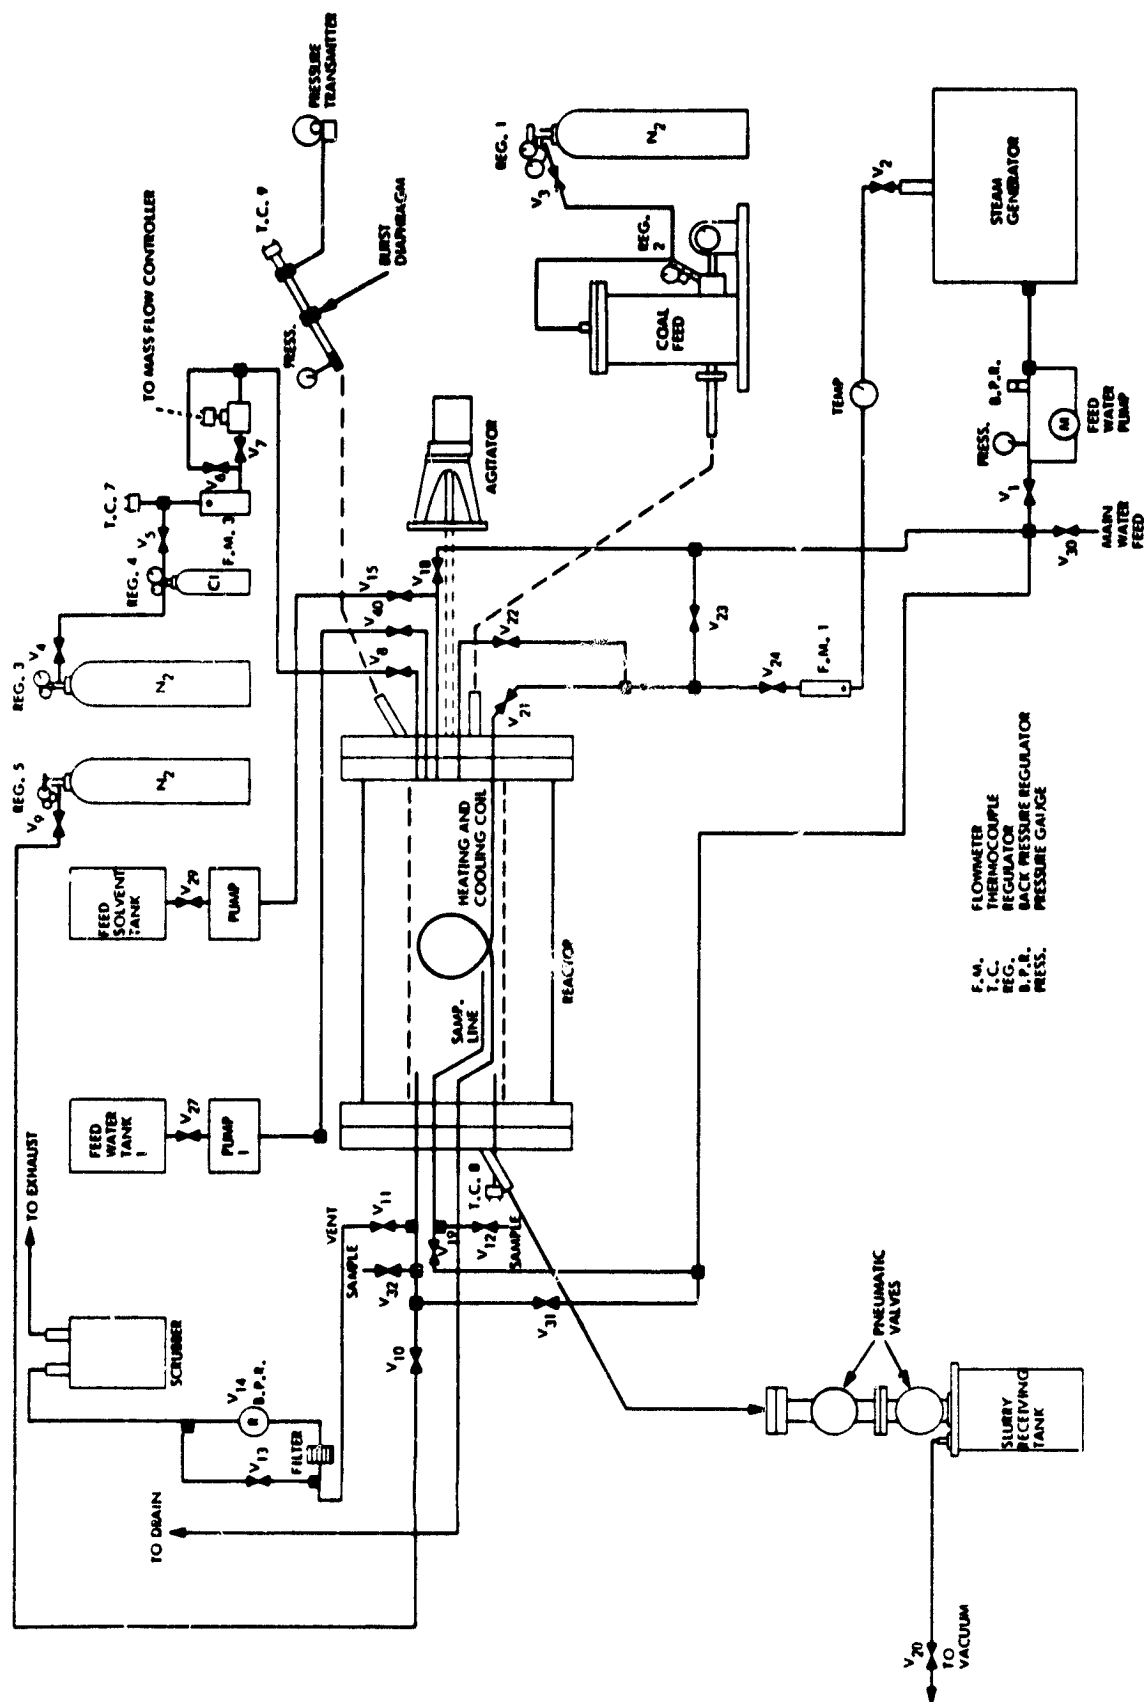 TO EXHAUST
SCRUBBER
V14
B.P.R.
R
V13
FILTER
TO DRAIN
FEED
WATER
TANK
1
V27
PUMP
1
FEED
SOLVENT
TANK
V29
PUMP
REG. 5
V9
N2
REG. 3
V4
N2
REG. 4
V5
CI
T.C. 7
F.M. 3
V6
V7
TO MASS FLOW CONTROLLER
T.C. 9
PRESS.
BURST
DIAPHRAGM
PRESSURE
TRANSMITTER
VENT
V11
SAMPLE
V32
V10
V31
V19
V12
SAMPLE
T.C. 8
SAMP.
LINE
HEATING AND
COOLING COIL
REACTOR
V15
V40
V8
V18
V22
V21
V23
V24
F.M. 1
AGITATOR
COAL
FEED
REG.
2
V3
REG. 1
N2
TEMP
V2
STEAM
GENERATOR
PRESS.
B.P.R.
M
FEED
WATER
PUMP
V1
V30
MAIN
WATER
FEED
PNEUMATIC
VALVES
SLURRY
RECEIVING
TANK
V20
TO
VACUUM
F.M. FLOWMETER
T.C. THERMOCOUPLE
REG. REGULATOR
B.P.R. BACK PRESSURE REGULATOR
PRESS. PRESSURE GAUGE